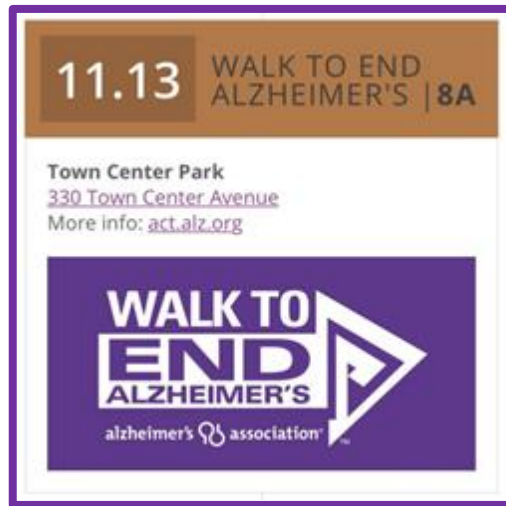 11.13
WALK TO END
ALZHEIMER'S |8A
Town Center Park
330 Town Center Avenue
More info: act.alz.org
WALK TO
END
ALZHEIMER'S
alzheimer's association®
™